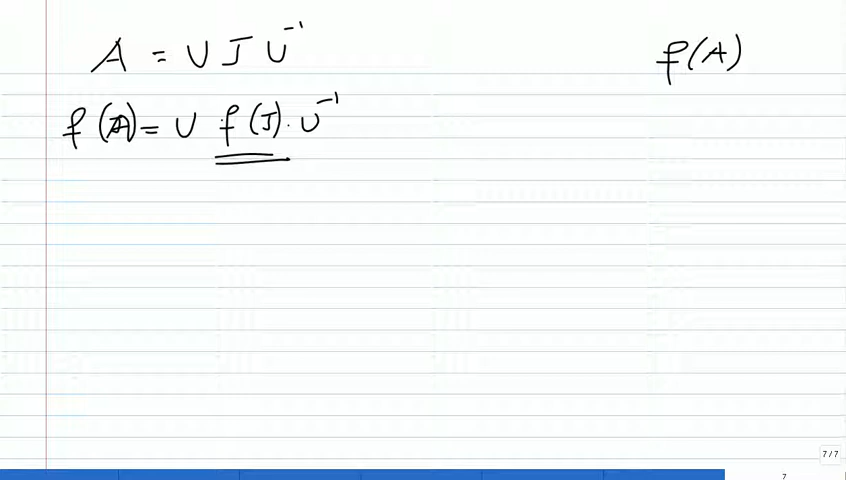 A = U J U⁻¹
f(A)
f(A) = U f(J) · U⁻¹
7/7
7